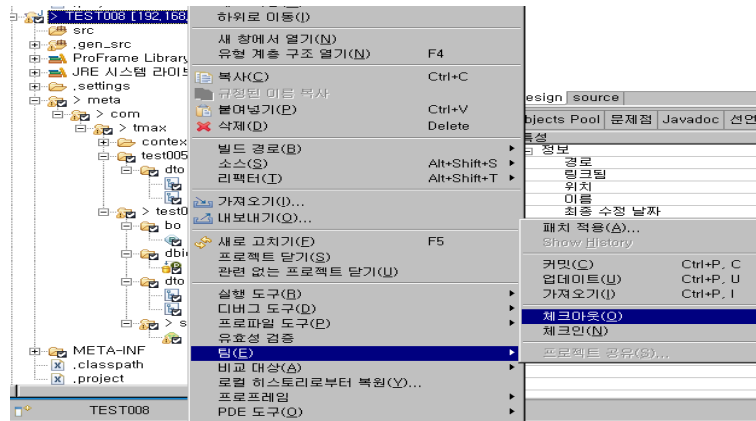 > TEST008 [192,168,
src
.gen_src
ProFrame Library
JRE 시스템 라이브
.settings
> meta
> com
> tmax
contex
test005
dto
> test0
bo
dbi
dto
> s
META-INF
.classpath
.project
TEST008
하위로 이동(I)
새 창에서 열기(N)
유형 계층 구조 열기(N) F4
복사(C) Ctrl+C
규정된 이름 복사
붙여넣기(P) Ctrl+V
삭제(D) Delete
빌드 경로(B)
소스(S) Alt+Shift+S
리팩터(T) Alt+Shift+T
가져오기(I)...
내보내기(O)...
새로 고치기(F) F5
프로젝트 닫기(S)
관련 없는 프로젝트 닫기(U)
실행 도구(R)
디버그 도구(D)
프로파일 도구(P)
유효성 검증
팀(E)
비교 대상(A)
로컬 히스토리로부터 복원(Y)...
프로프레임
PDE 도구(O)
esign source
bjects Pool 문제점 Javadoc 선언
특성
정보
경로
링크됨
위치
이름
최종 수정 날짜
패치 적용(A)...
Show History
커밋(C) Ctrl+P, C
업데이트(U) Ctrl+P, U
가져오기(I) Ctrl+P, I
체크아웃(O)
체크인(N)
프로젝트 공유(S)...